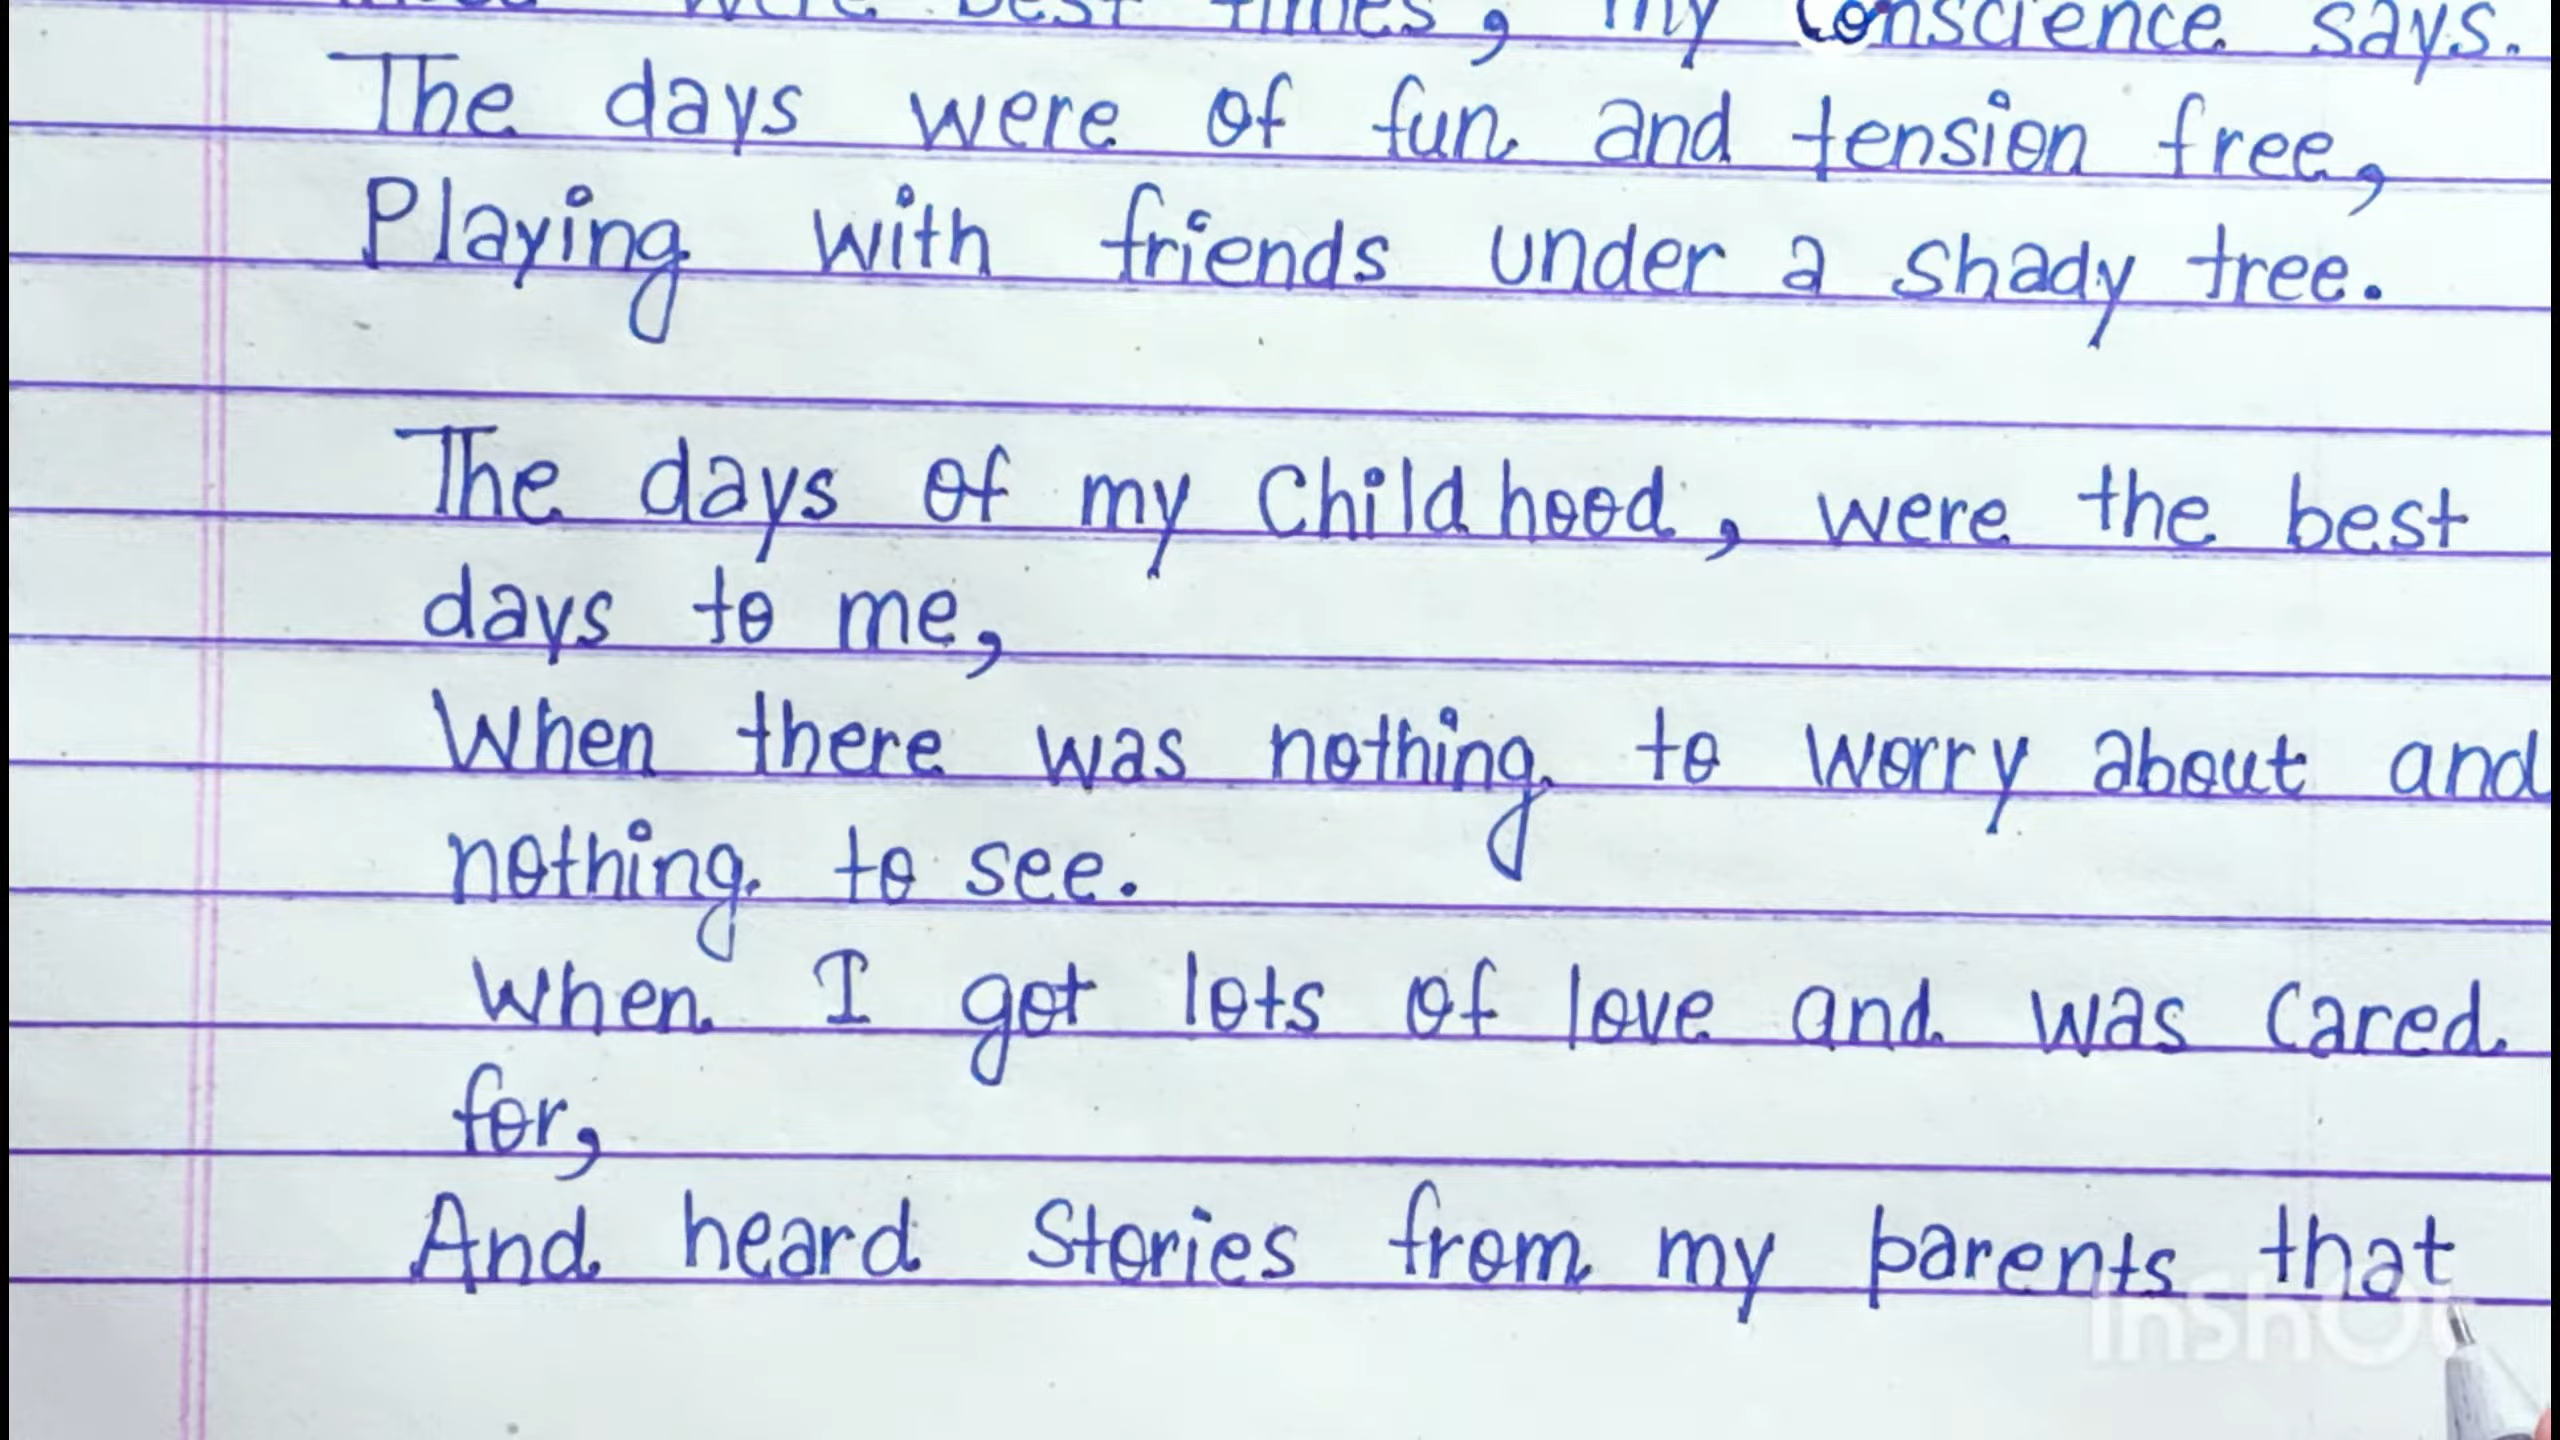 were best times, my Conscience says.
The days were of fun and tension free,
Playing with friends under a shady tree.
The days of my Childhood, were the best
days to me,
When there was nothing to worry about and
nothing to see.
When I got lots of love and was Cared
for,
And heard Stories from my parents that
InShot